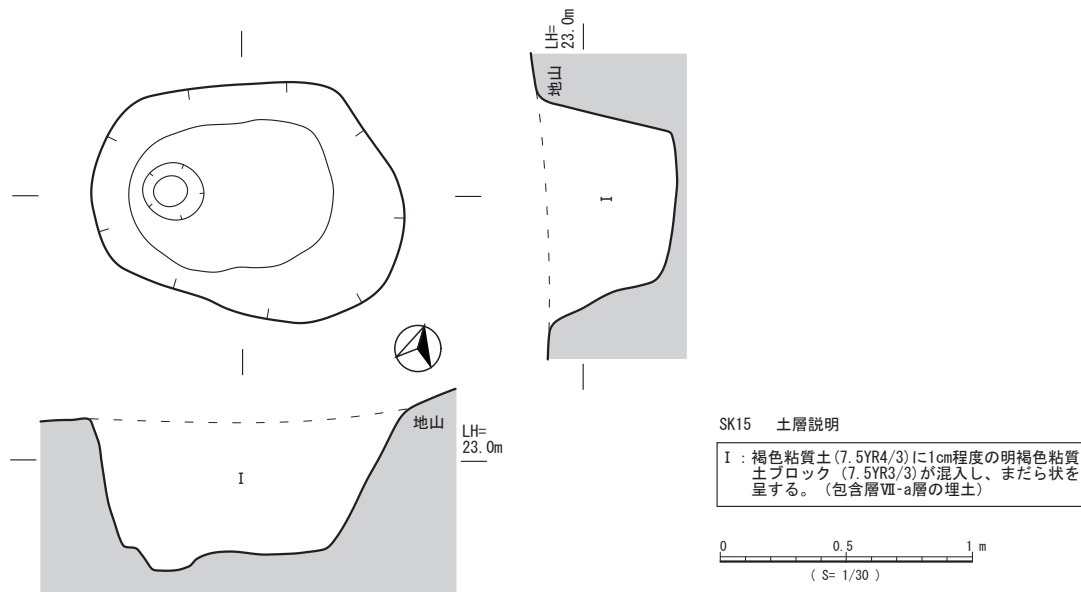 LH=
23.0m
地山
I
地山
LH=
23.0m
I
SK15 土層説明
I : 褐色粘質土(7.5YR4/3)に1cm程度の明褐色粘質
土ブロック (7.5YR3/3)が混入し、まだら状を
呈する。(包含層Ⅶ-a層の埋土)
0 0.5 1 m
( S= 1/30 )